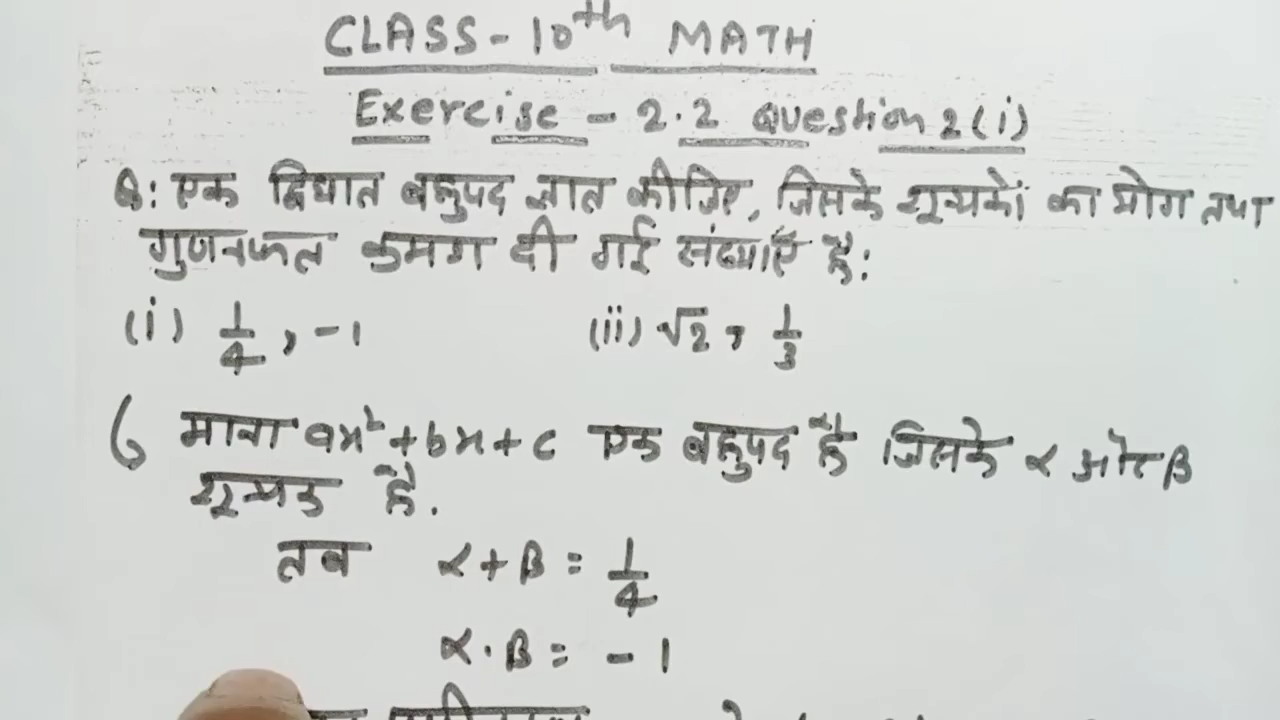 CLASS-10th MATH
Exercise - 2.2 Question 2(i)
Q: एक द्विघात बहुपद ज्ञात कीजिए, जिसके शून्यकों का योग तथा
गुणनफल क्रमश दी गई संख्याएँ है:
(i) 1/4, -1 (ii) √2, 1/3
माना ax²+bx+c एक बहुपद है जिसके α और β
शून्यक है.
तब α+β = 1/4
α.β = -1